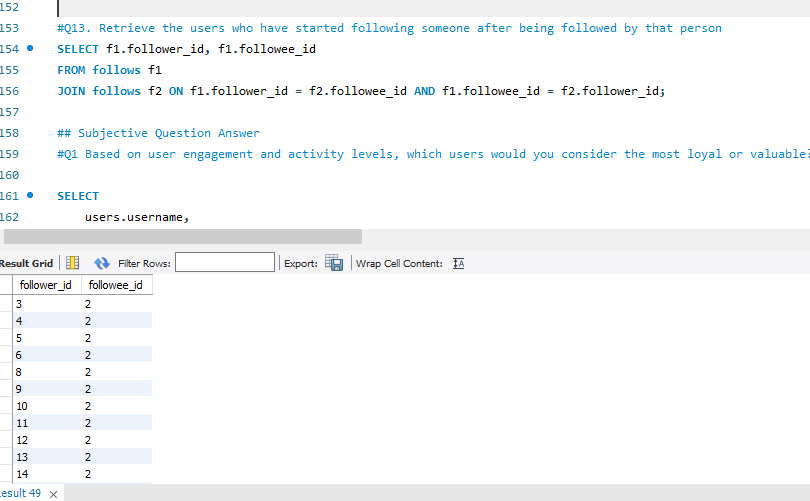 152
153 #Q13. Retrieve the users who have started following someone after being followed by that person
154 SELECT f1.follower_id, f1.followee_id
155 FROM follows f1
156 JOIN follows f2 ON f1.follower_id = f2.followee_id AND f1.followee_id = f2.follower_id;
157
158 ## Subjective Question Answer
159 #Q1 Based on user engagement and activity levels, which users would you consider the most loyal or valuable?
160
161 SELECT
162 users.username,
Result Grid Filter Rows: Export: Wrap Cell Content: IA
follower_id followee_id
3 2
4 2
5 2
6 2
8 2
9 2
10 2
11 2
12 2
13 2
14 2
esult 49 ×